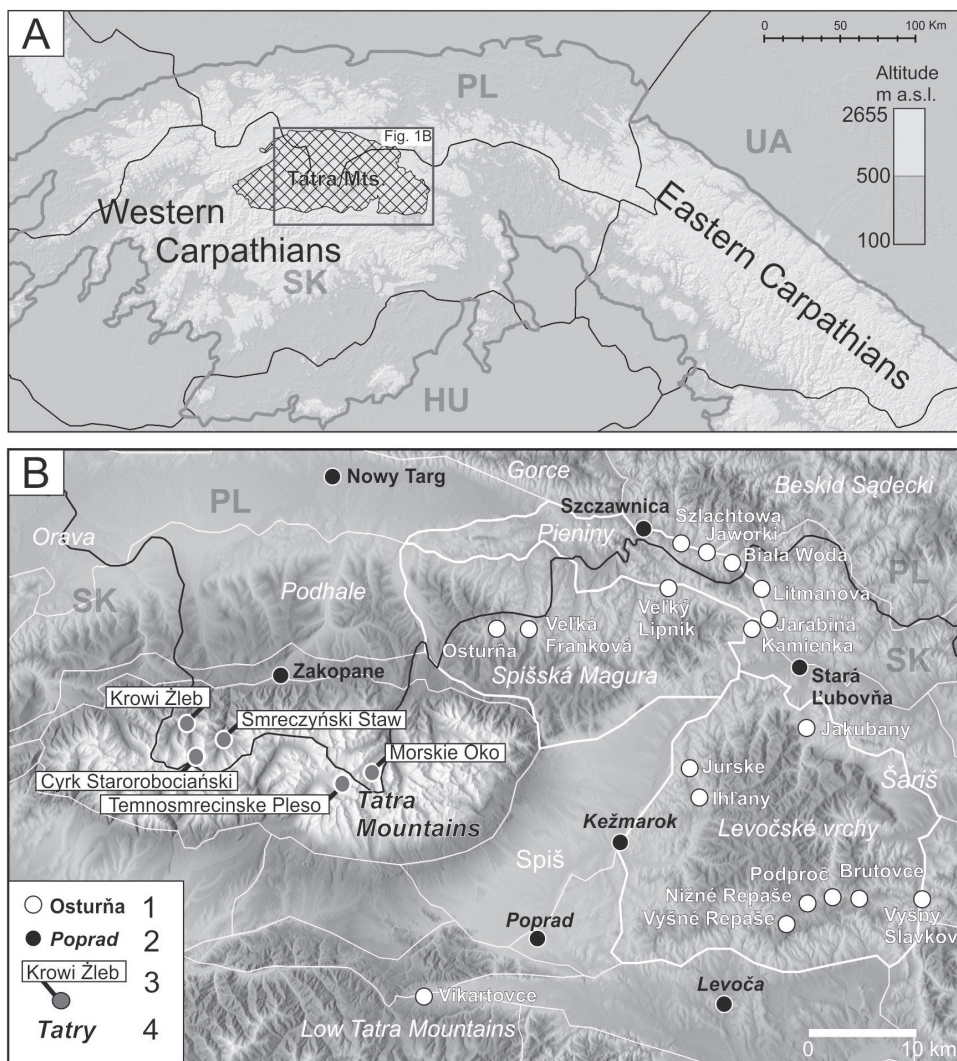 A
0 50 100 Km
PL
Altitude
m a.s.l.
2655
500
100
Fig. 1B
UA
Tatra Mts.
Western
Carpathians
SK
Eastern Carpathians
HU
B
Nowy Targ
Gorce
Beskid Sądecki
PL
Szczawnica
Szlachtowa
Orava
Pieniny
Jaworki
Biała Woda
PL
SK
Podhale
Veľký
Lipník
Litmanova
Osturňa
Veľká
Franková
Jarabina
Kamienka
Spišská Magura
SK
Zakopane
Stará
Ľubovňa
Krowi Żleb
Smreczyński Staw
Jakubany
Morskie Oko
Jurske
Šariš
Cyrk Starorobociański
Temnosmrecinske Pleso
Ihľany
Tatra
Mountains
Kežmarok
Levočské vrchy
Spiš
Podproč
Brutovce
Nižné Repaše
Vyšné Repaše
Vyšný
Slavkov
Osturňa 1
Poprad 2
Krowi Żleb 3
Tatry 4
Poprad
Vikartovce
Levoča
Low Tatra Mountains
0 10 km